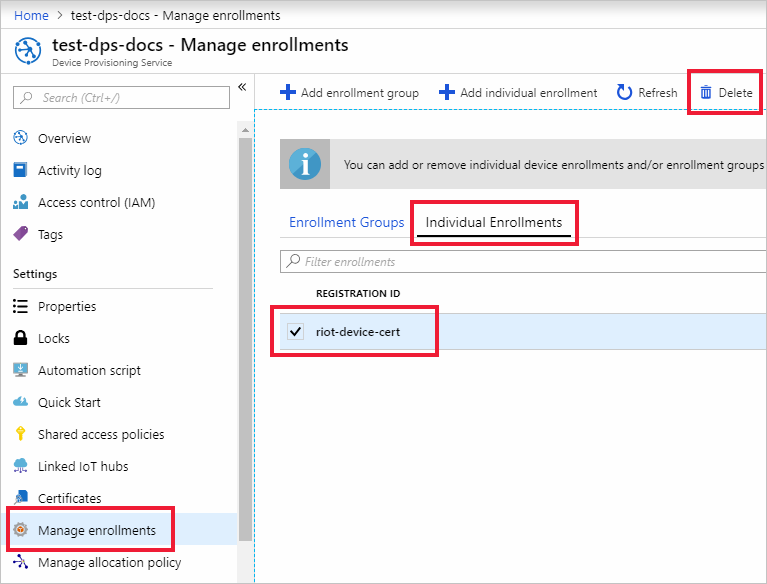 Home > test-dps-docs - Manage enrollments
test-dps-docs - Manage enrollments
Device Provisioning Service
Search (Ctrl+/)
«
Overview
Activity log
Access control (IAM)
Tags
Settings
Properties
Locks
Automation script
Quick Start
Shared access policies
Linked IoT hubs
Certificates
Manage enrollments
Manage allocation policy
Add enrollment group
Add individual enrollment
Refresh
Delete
You can add or remove individual device enrollments and/or enrollment groups
Enrollment Groups
Individual Enrollments
Filter enrollments
REGISTRATION ID
riot-device-cert